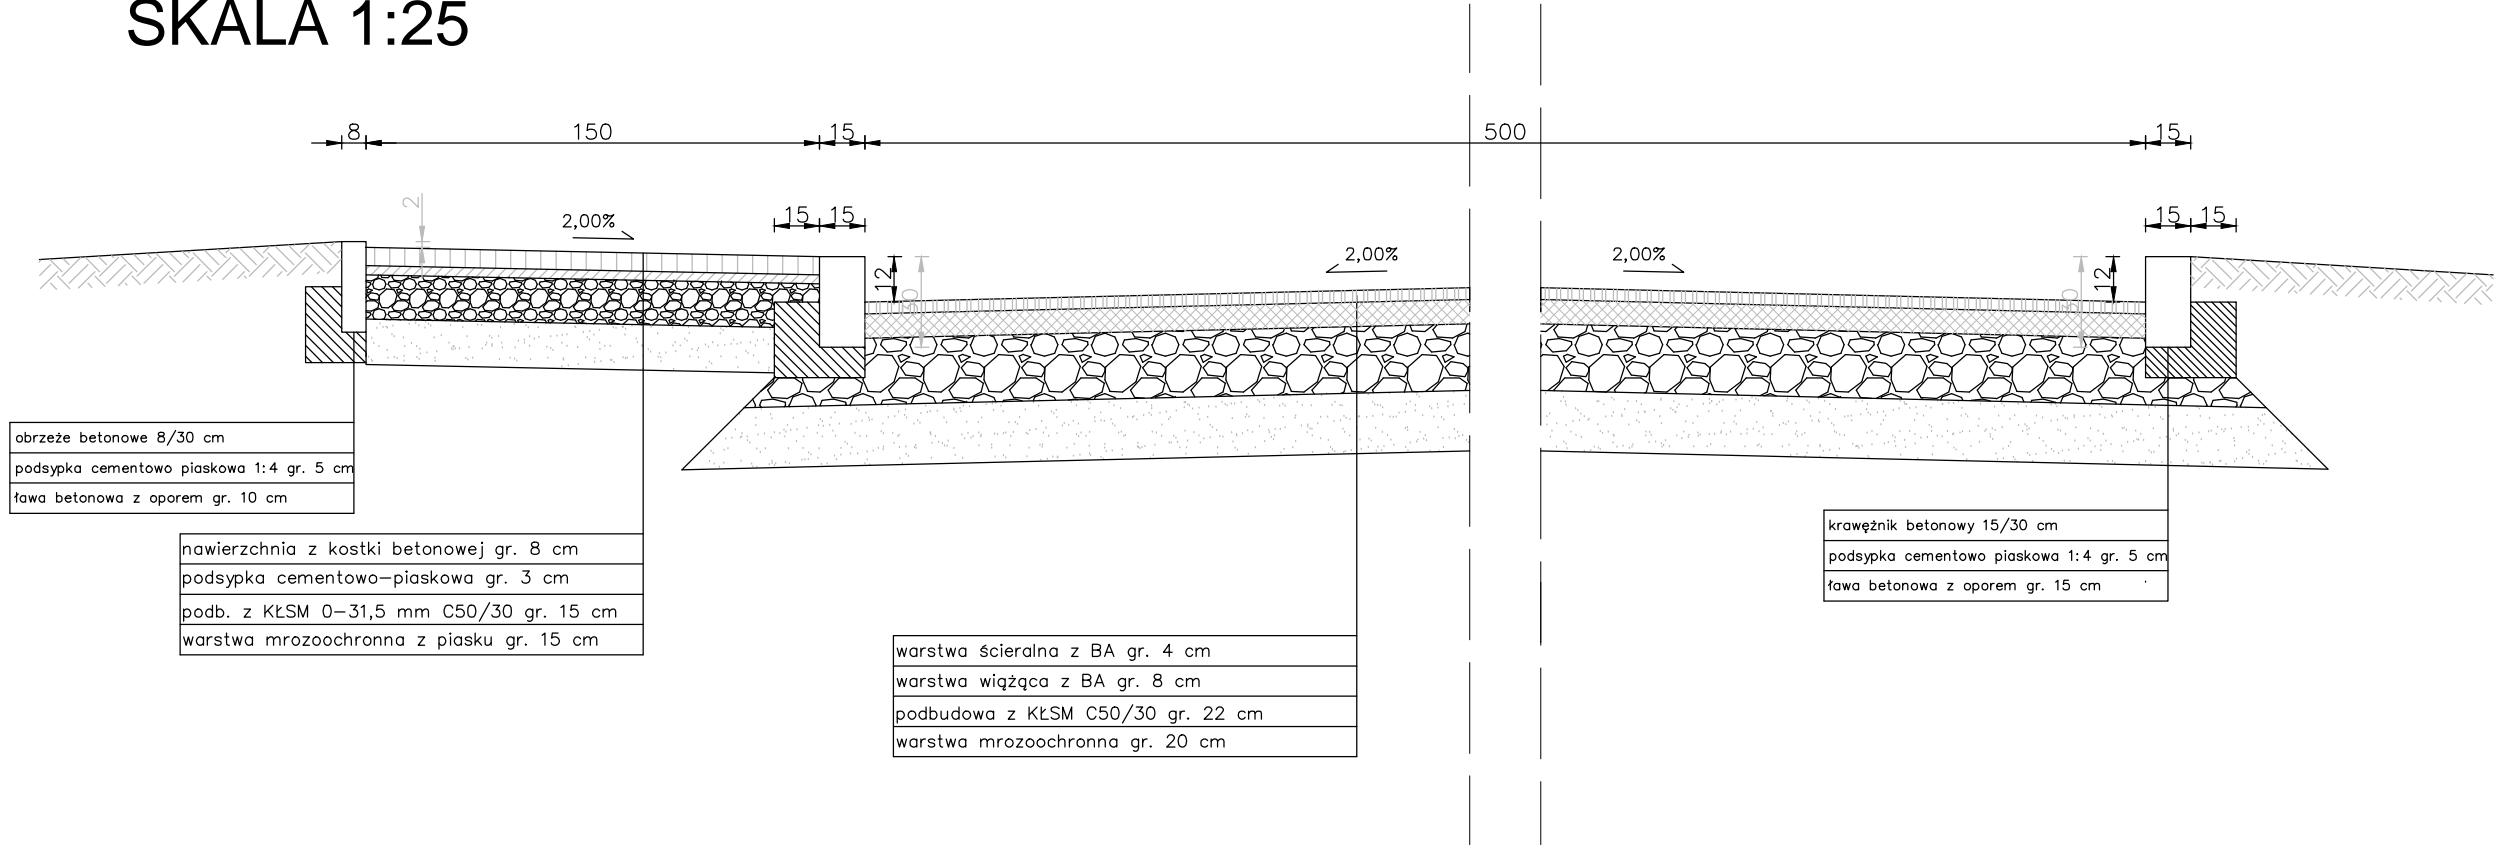 SKALA 1:25
8
150
15
500
15
2
2,00%
15
15
12
30
2,00%
2,00%
15
15
12
30
obrzeże betonowe 8/30 cm
podsypka cementowo piaskowa 1:4 gr. 5 cm
ława betonowa z oporem gr. 10 cm
nawierzchnia z kostki betonowej gr. 8 cm
podsypka cementowo-piaskowa gr. 3 cm
podb. z KŁSM 0-31,5 mm C50/30 gr. 15 cm
warstwa mrozoochronna z piasku gr. 15 cm
warstwa ścieralna z BA gr. 4 cm
warstwa wiążąca z BA gr. 8 cm
podbudowa z KŁSM C50/30 gr. 22 cm
warstwa mrozoochronna gr. 20 cm
krawężnik betonowy 15/30 cm
podsypka cementowo piaskowa 1:4 gr. 5 cm
ława betonowa z oporem gr. 15 cm